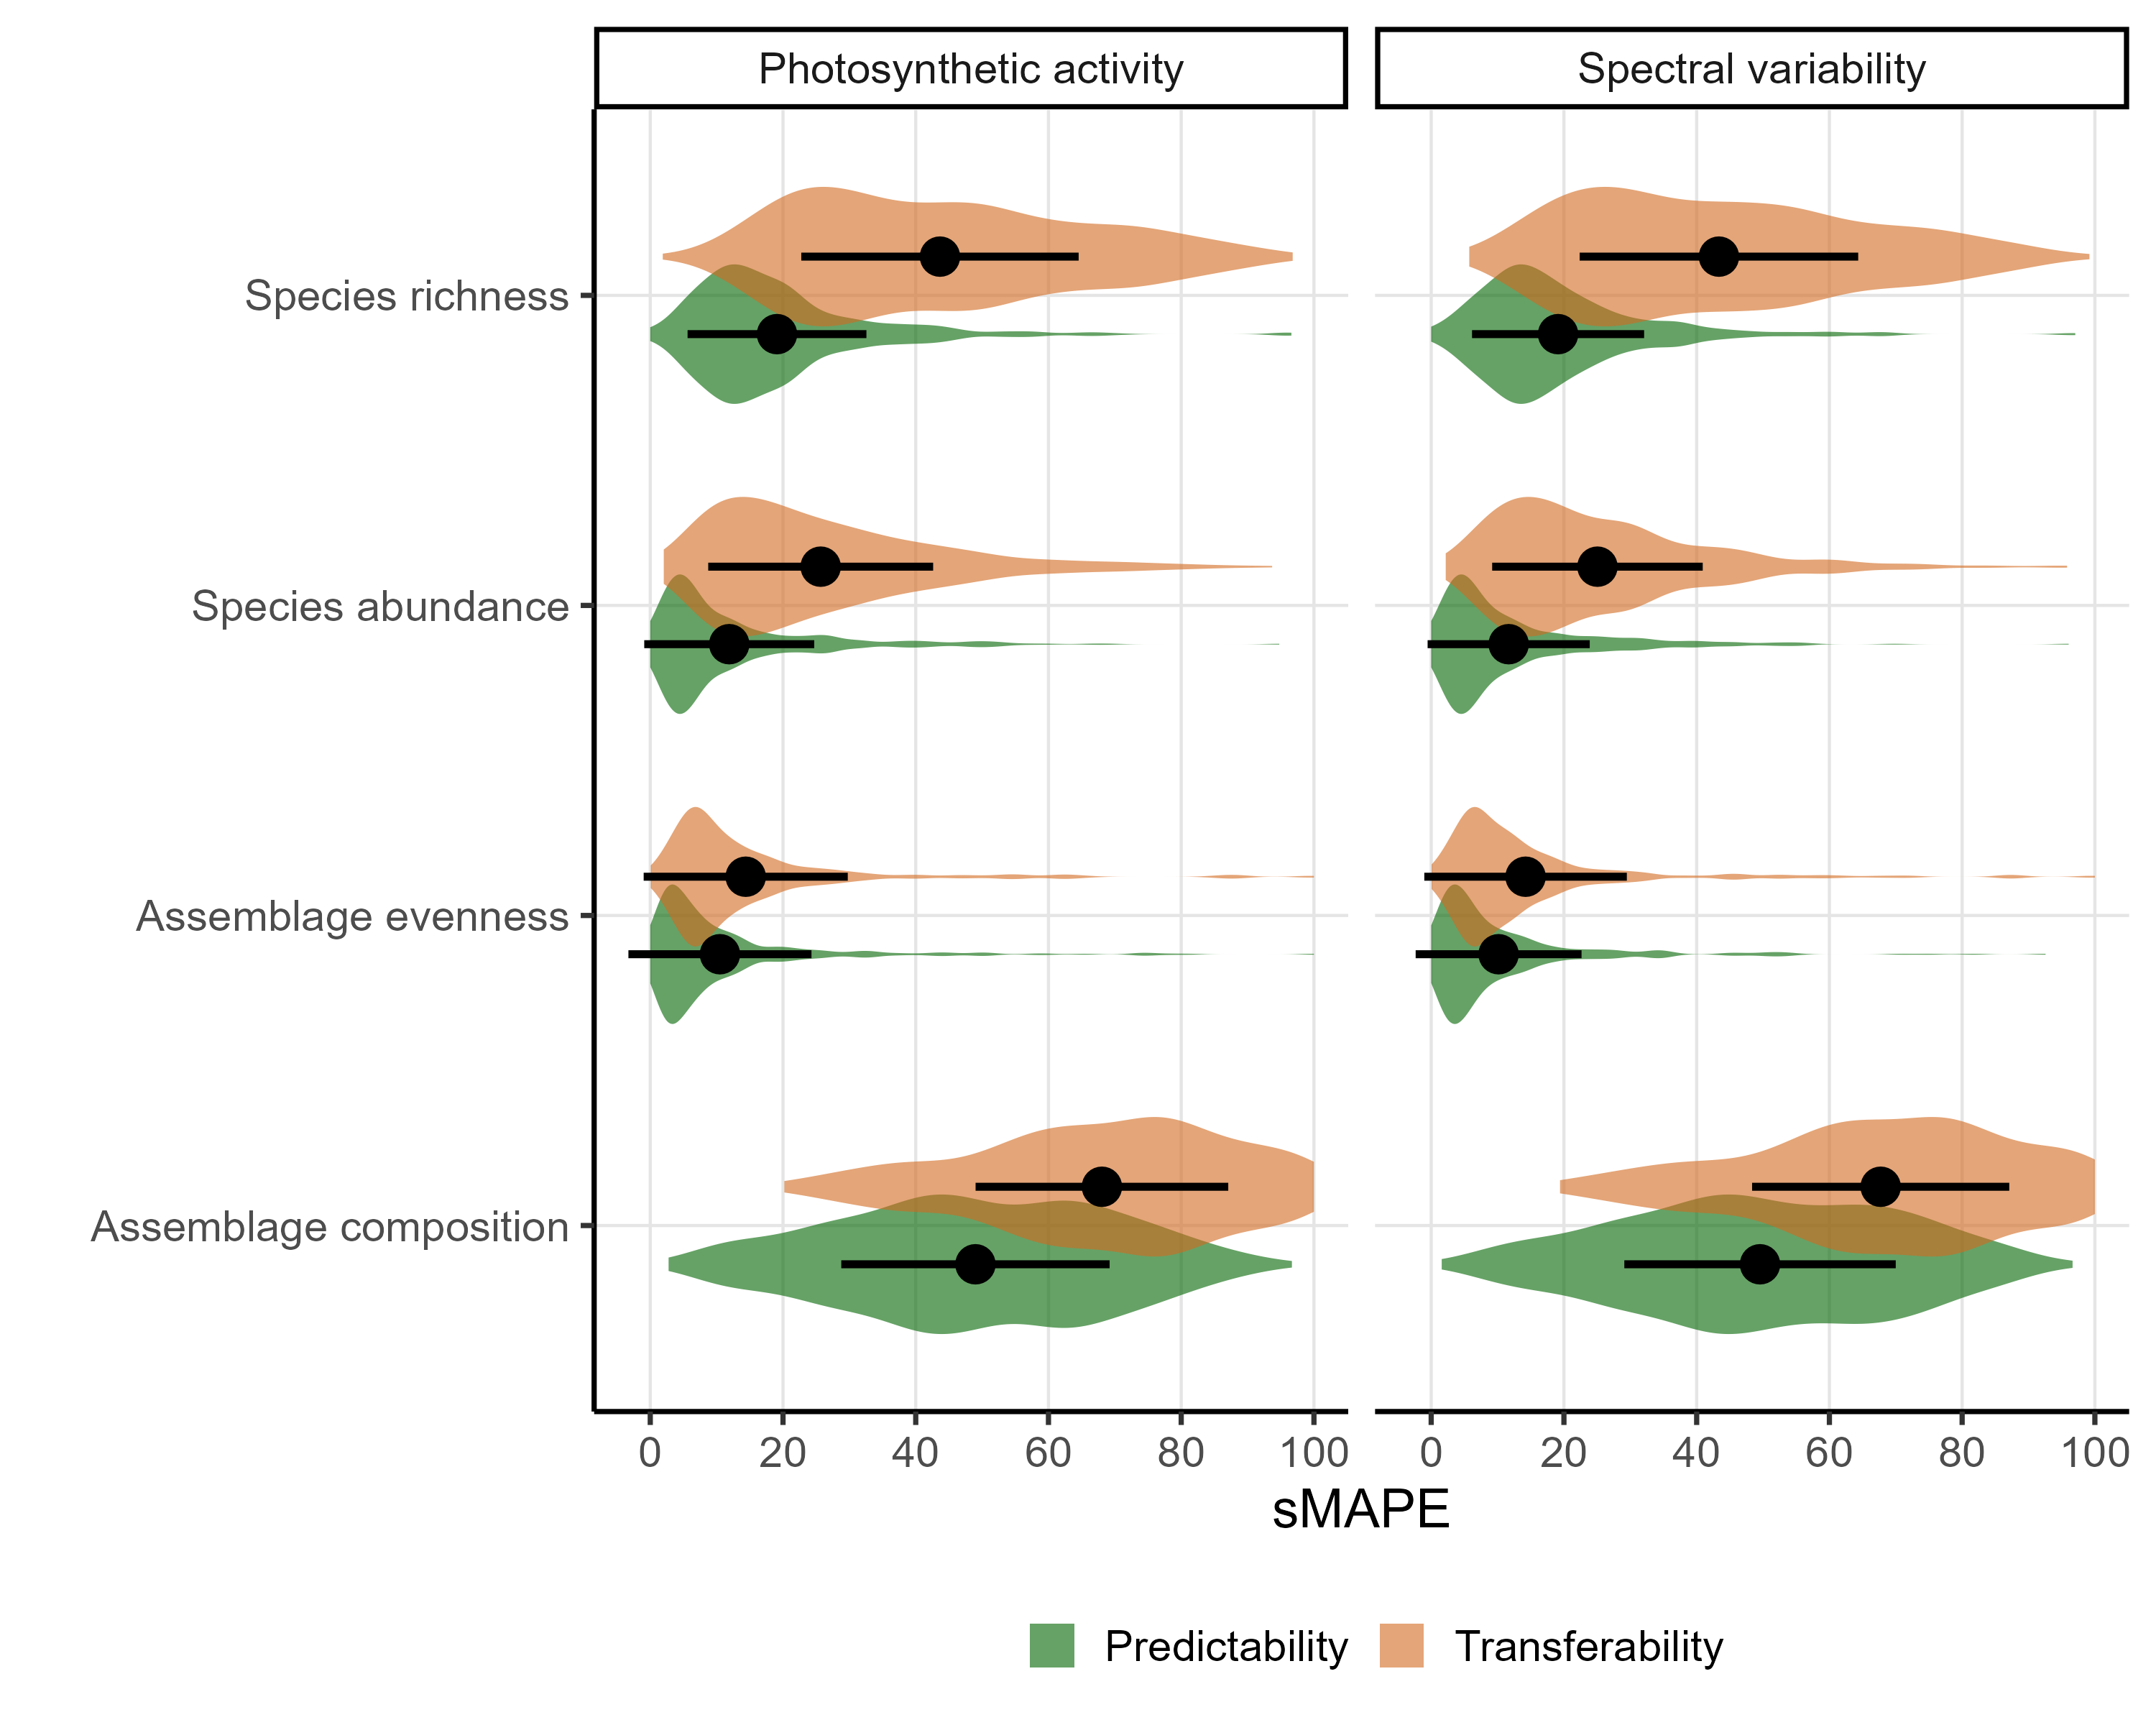 Photosynthetic activity
Spectral variability
Species richness
Species abundance
Assemblage evenness
Assemblage composition
0 20 40 60 80 100
0 20 40 60 80 100
sMAPE
Predictability
Transferability